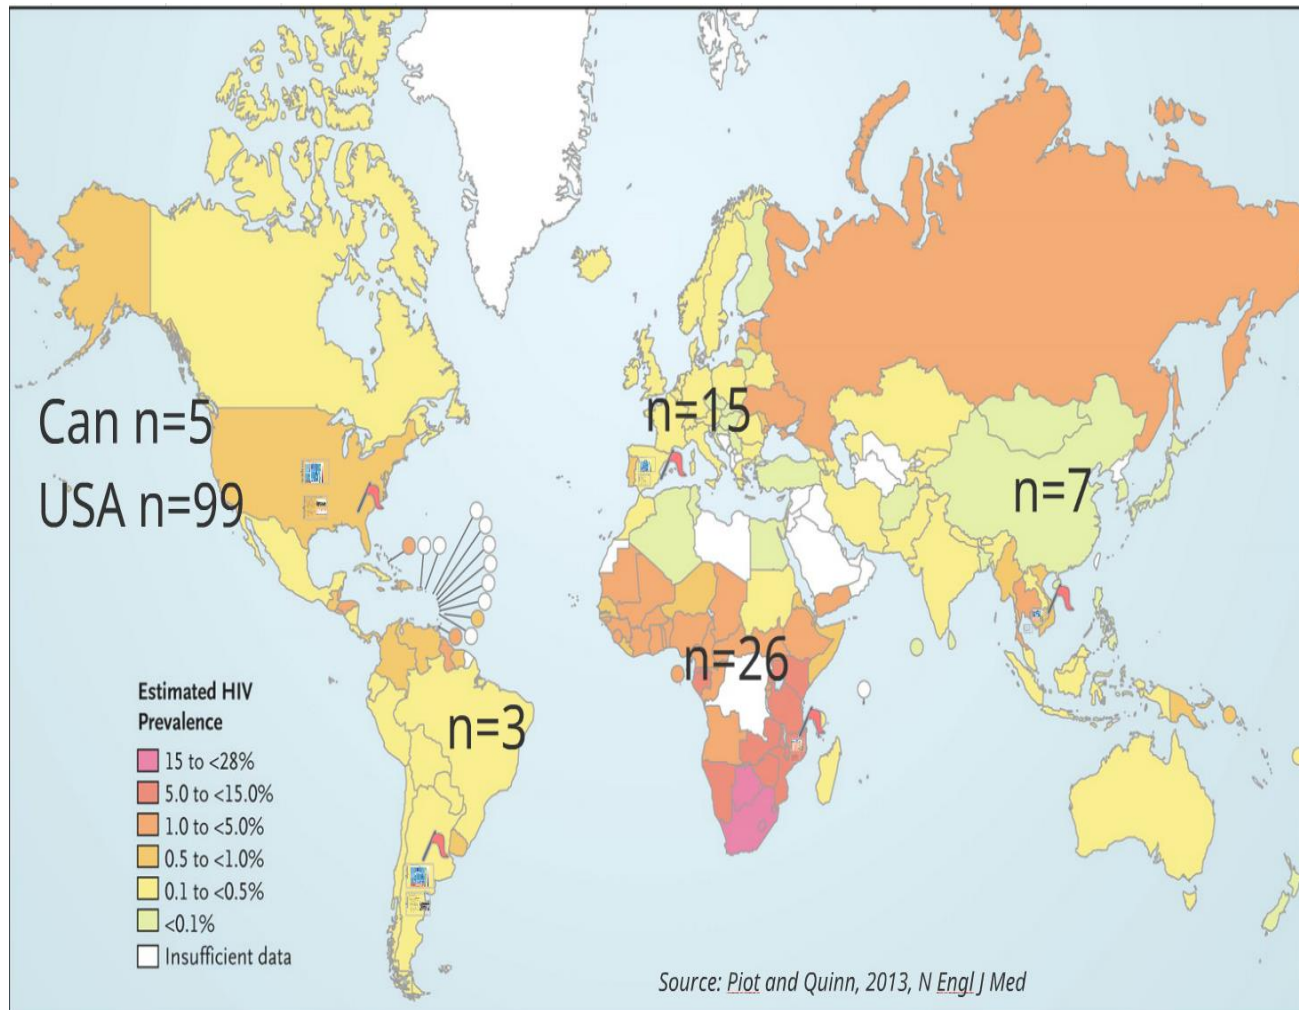 n=15
Can n=5
USA n=99
n=7
n=26
n=3
Estimated HIV
Prevalence
15 to <28%
5.0 to <15.0%
1.0 to <5.0%
0.5 to <1.0%
0.1 to <0.5%
<0.1%
Insufficient data
Source: Piot and Quinn, 2013, N Engl J Med